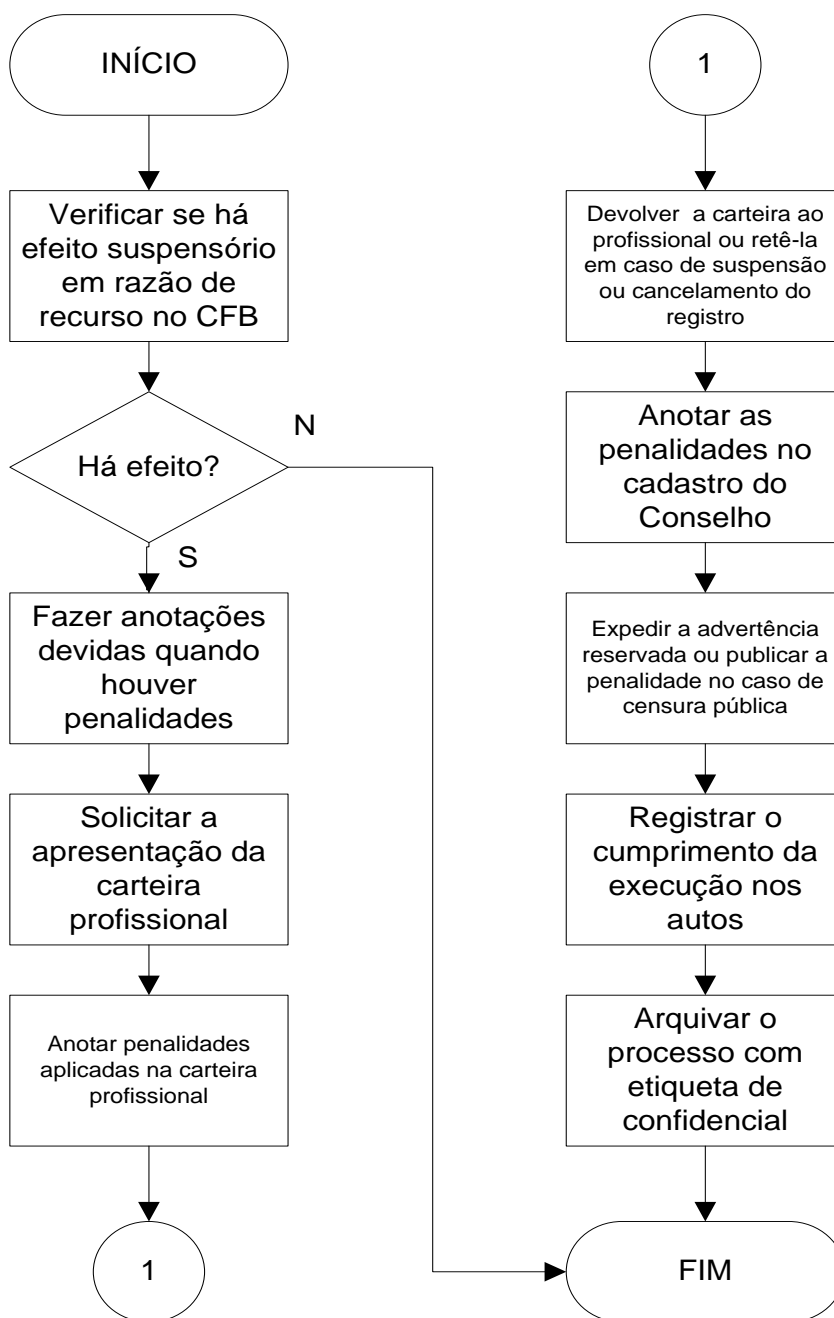 INÍCIO
Verificar se há
efeito suspensório
em razão de
recurso no CFB
Há efeito?
N
S
Fazer anotações
devidas quando
houver
penalidades
Solicitar a
apresentação da
carteira
profissional
Anotar penalidades
aplicadas na carteira
profissional
1
1
Devolver a carteira ao
profissional ou retê-la
em caso de suspensão
ou cancelamento do
registro
Anotar as
penalidades no
cadastro do
Conselho
Expedir a advertência
reservada ou publicar a
penalidade no caso de
censura pública
Registrar o
cumprimento da
execução nos
autos
Arquivar o
processo com
etiqueta de
confidencial
FIM